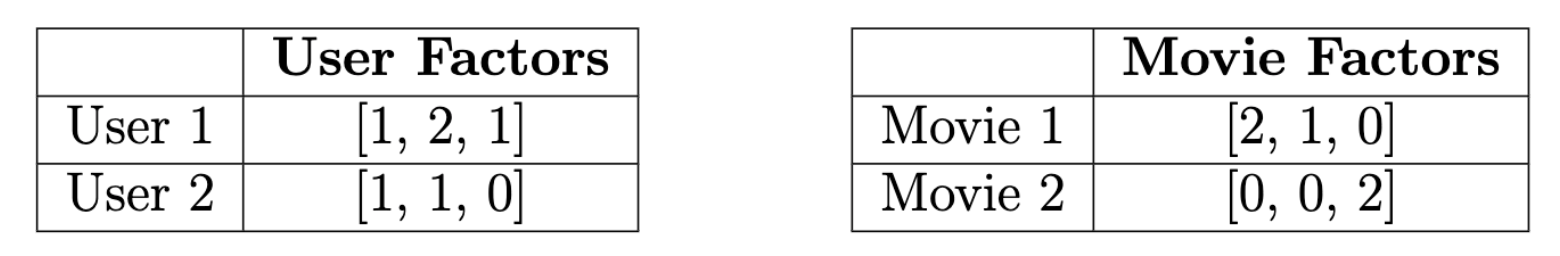 User Factors
User 1 [1, 2, 1]
User 2 [1, 1, 0]
Movie Factors
Movie 1 [2, 1, 0]
Movie 2 [0, 0, 2]